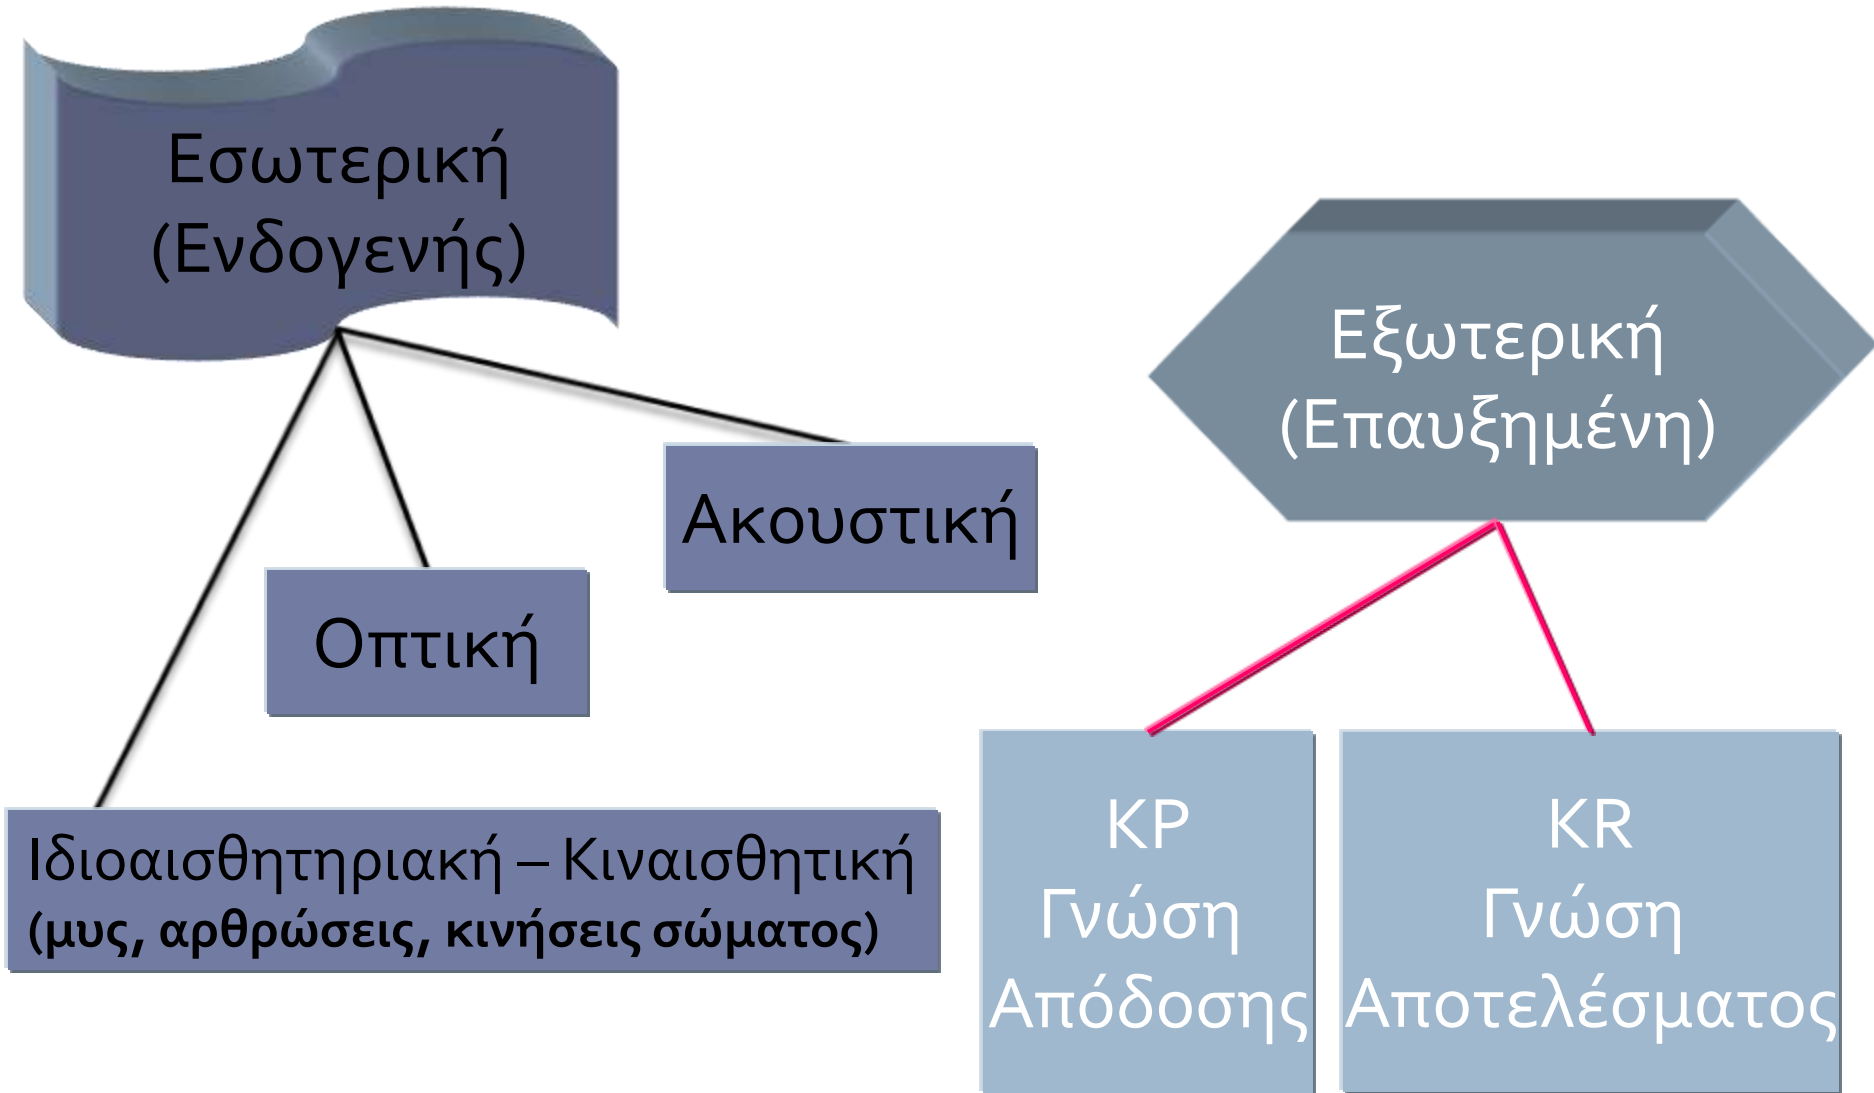 Εσωτερική
(Ενδογενής)
Εξωτερική
(Επαυξημένη)
Ακουστική
Οπτική
Ιδιοαισθητηριακή – Κιναισθητική
(μυς, αρθρώσεις, κινήσεις σώματος)
KP
Γνώση
Απόδοσης
KR
Γνώση
Αποτελέσματος